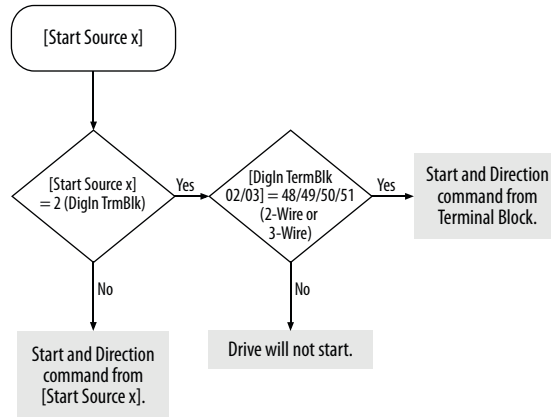 [Start Source x]
[Start Source x]
= 2 (DigIn TrmBlk)
Yes
[DigIn TermBlk
02/03] = 48/49/50/51
(2-Wire or
3-Wire)
Yes
Start and Direction
command from
Terminal Block.
No
No
Start and Direction
command from
[Start Source x].
Drive will not start.